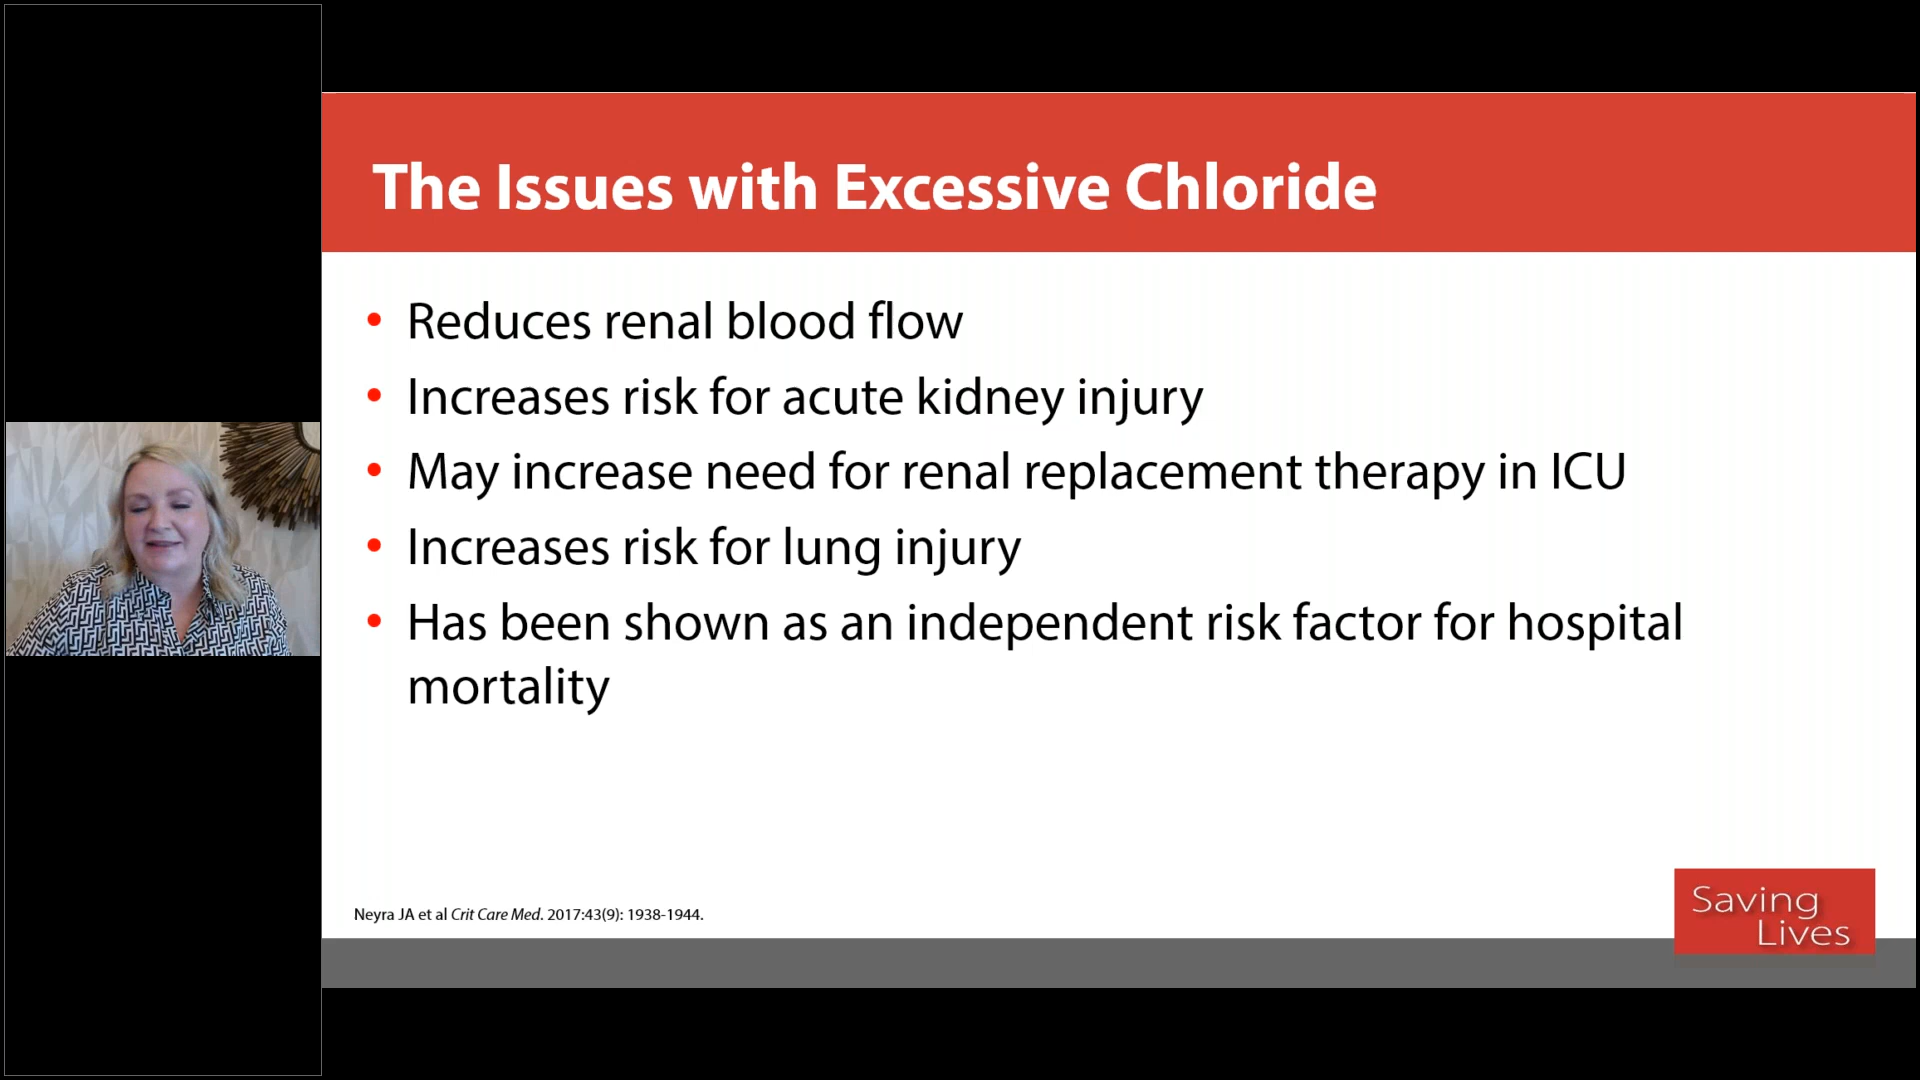 The Issues with Excessive Chloride
• Reduces renal blood flow
• Increases risk for acute kidney injury
• May increase need for renal replacement therapy in ICU
• Increases risk for lung injury
• Has been shown as an independent risk factor for hospital
mortality
Neyra JA et al Crit Care Med. 2017:43(9): 1938-1944.
Saving
Lives